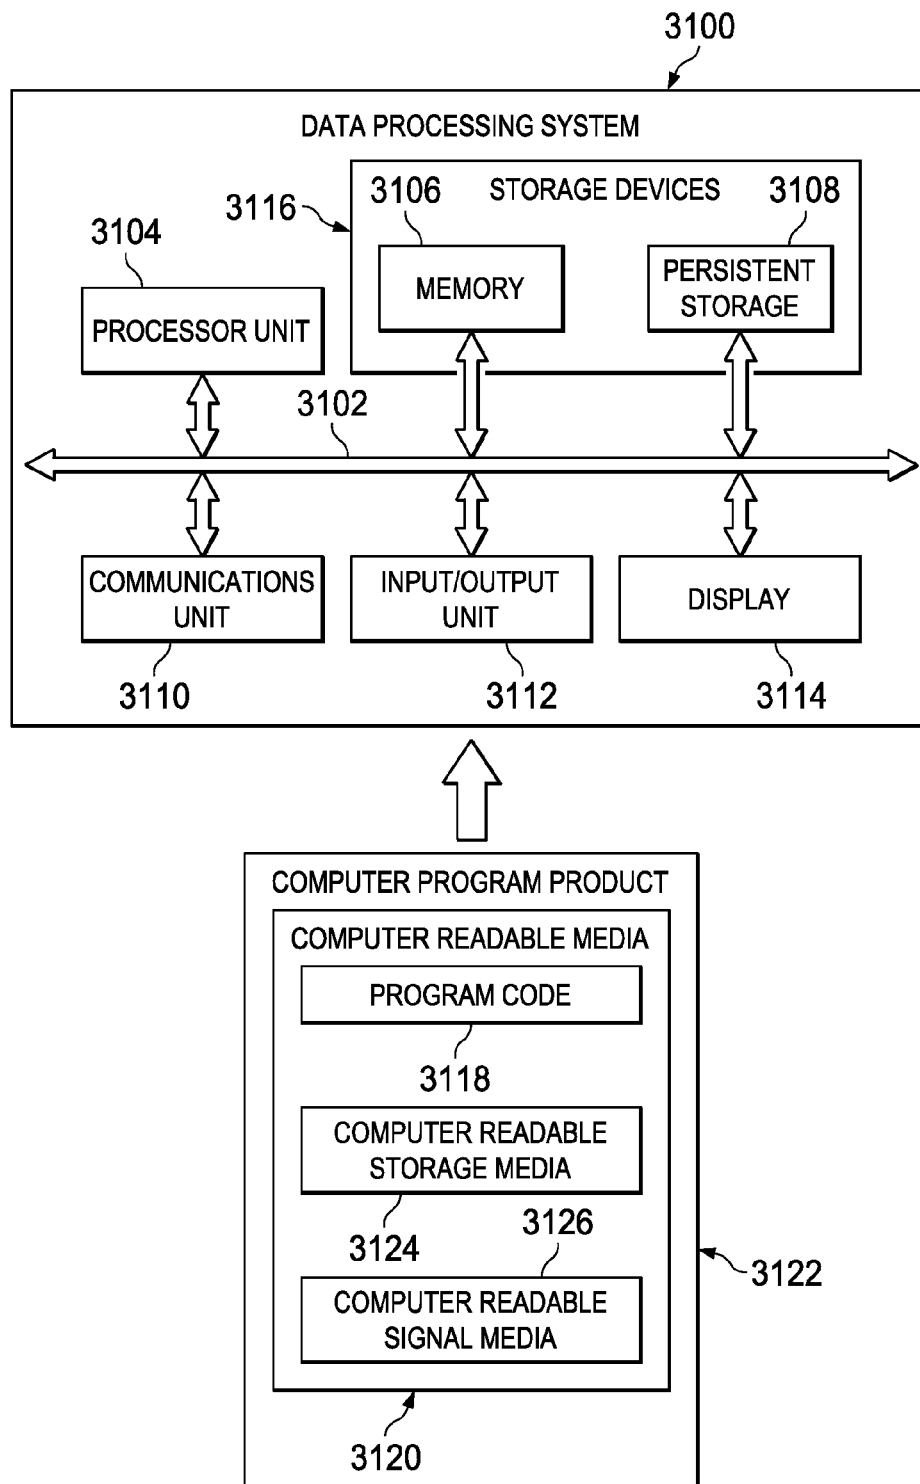 3100
DATA PROCESSING SYSTEM
3106
STORAGE DEVICES
3108
3116
3104
MEMORY
PERSISTENT
STORAGE
PROCESSOR UNIT
3102
COMMUNICATIONS
UNIT
INPUT/OUTPUT
UNIT
DISPLAY
3110
3112
3114
COMPUTER PROGRAM PRODUCT
COMPUTER READABLE MEDIA
PROGRAM CODE
3118
COMPUTER READABLE
STORAGE MEDIA
3124
3126
3122
COMPUTER READABLE
SIGNAL MEDIA
3120